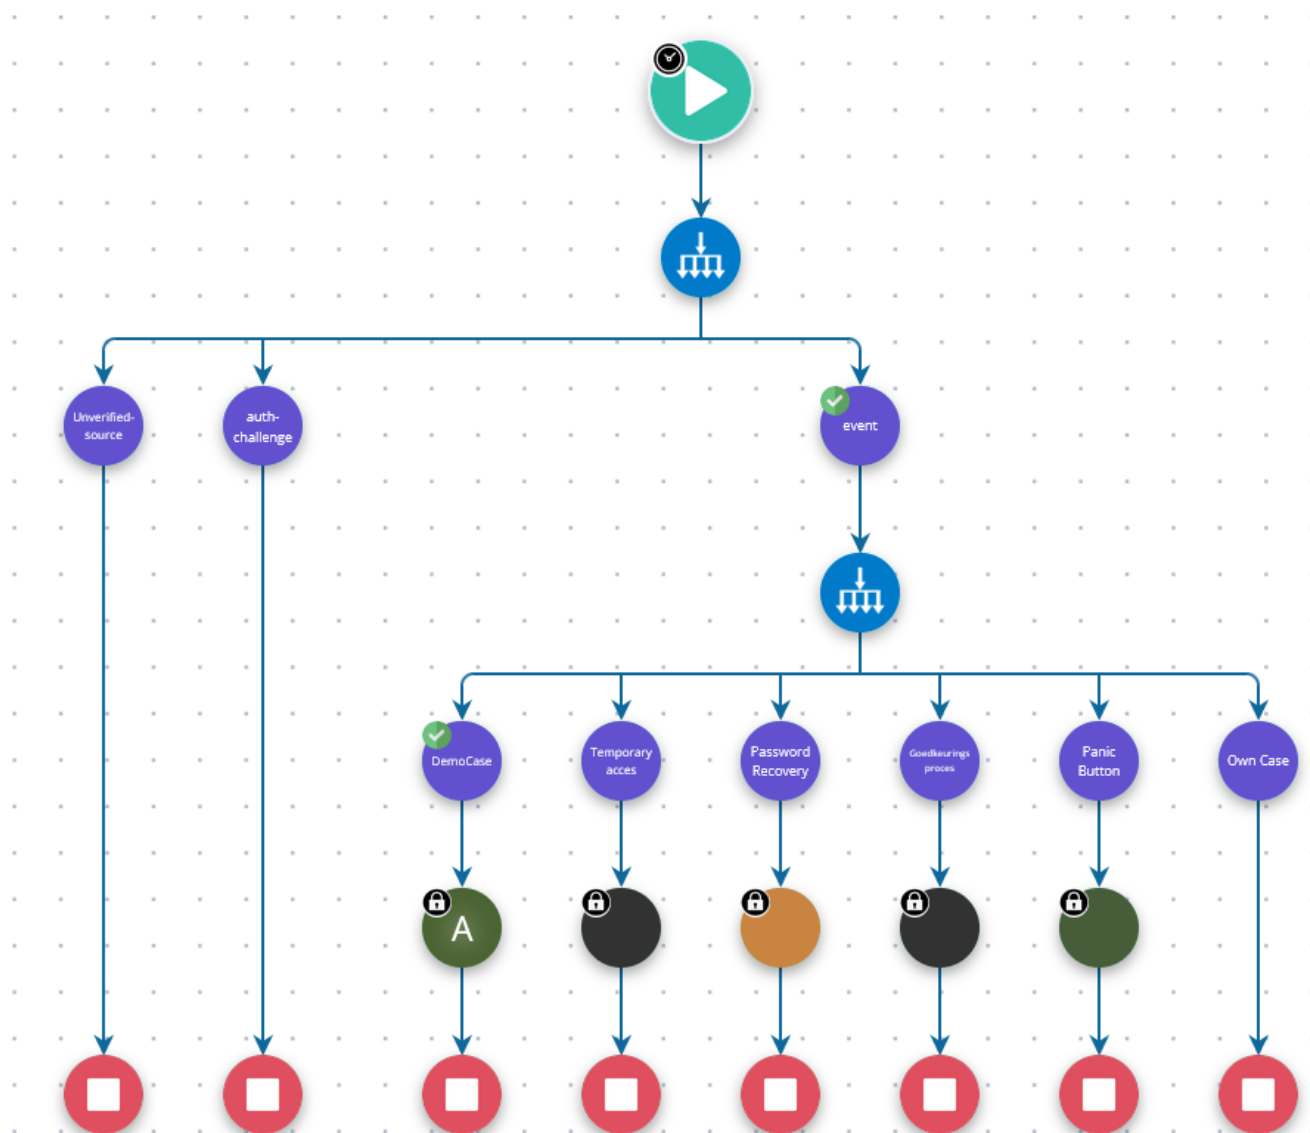 Unverified-
source
auth-
challenge
event
DemoCase
Temporary
acces
Password
Recovery
Goedkeurings
proces
Panic
Button
Own Case
A